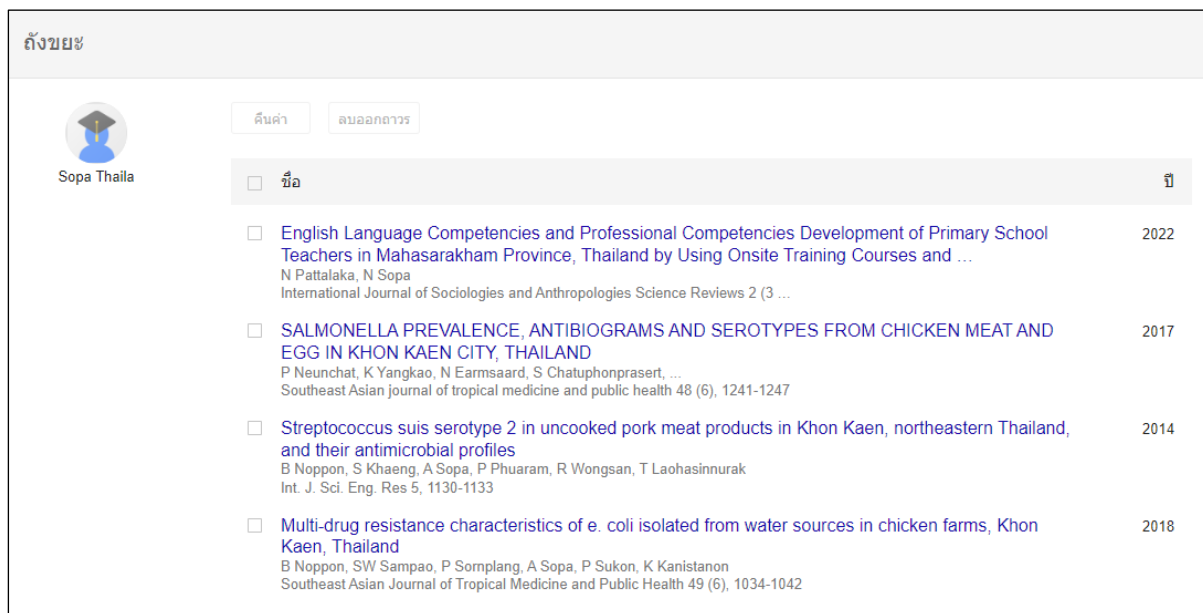 ถังขยะ
Sopa Thaila
คืนค่า
ลบออกถาวร
ชื่อ
ปี
English Language Competencies and Professional Competencies Development of Primary School
Teachers in Mahasarakham Province, Thailand by Using Onsite Training Courses and ...
N Pattalaka, N Sopa
International Journal of Sociologies and Anthropologies Science Reviews 2 (3 ...
2022
SALMONELLA PREVALENCE, ANTIBIOGRAMS AND SEROTYPES FROM CHICKEN MEAT AND
EGG IN KHON KAEN CITY, THAILAND
P Neunchat, K Yangkao, N Earmsaard, S Chatuphonprasert, ...
Southeast Asian journal of tropical medicine and public health 48 (6), 1241-1247
2017
Streptococcus suis serotype 2 in uncooked pork meat products in Khon Kaen, northeastern Thailand,
and their antimicrobial profiles
B Noppon, S Khaeng, A Sopa, P Phuaram, R Wongsan, T Laohasinnurak
Int. J. Sci. Eng. Res 5, 1130-1133
2014
Multi-drug resistance characteristics of e. coli isolated from water sources in chicken farms, Khon
Kaen, Thailand
B Noppon, SW Sampao, P Sornplang, A Sopa, P Sukon, K Kanistanon
Southeast Asian Journal of Tropical Medicine and Public Health 49 (6), 1034-1042
2018